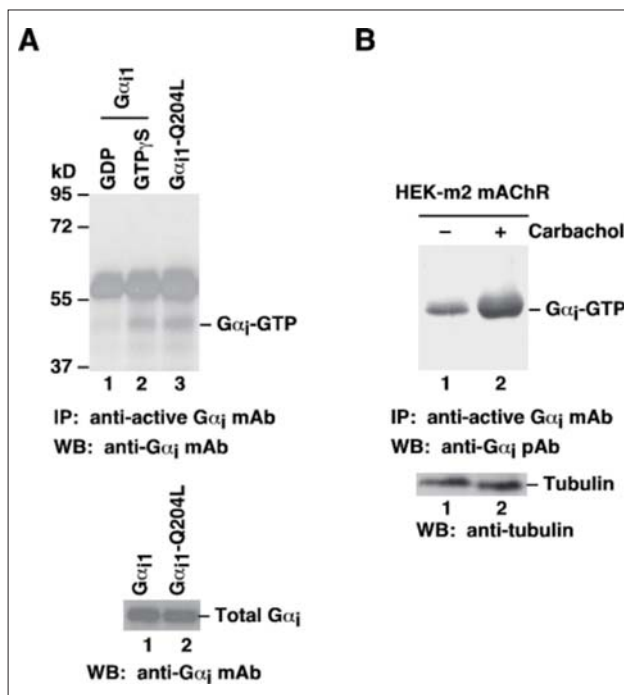 A
Gαi1
GDP
GTPγS
Gαi1-Q204L
kD
95
72
55
37
Gαi-GTP
1 2 3
IP: anti-active Gαi mAb
WB: anti-Gαi mAb
Gαi1
Gαi1-Q204L
Total Gαi
1 2
WB: anti-Gαi mAb
B
HEK-m2 mAChR
– + Carbachol
Gαi-GTP
1 2
IP: anti-active Gαi mAb
WB: anti-Gαi pAb
Tubulin
1 2
WB: anti-tubulin